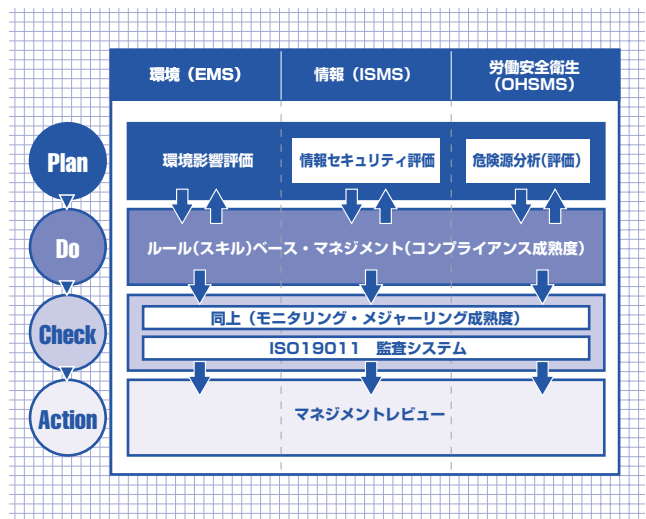 環境（EMS）
情報（ISMS）
労働安全衛生
（OHSMS）
Plan
環境影響評価
情報セキュリティ評価
危険源分析(評価)
Do
ルール(スキル)ベース・マネジメント(コンプライアンス成熟度)
Check
同上（モニタリング・メジャーリング成熟度）
ISO19011　監査システム
Action
マネジメントレビュー